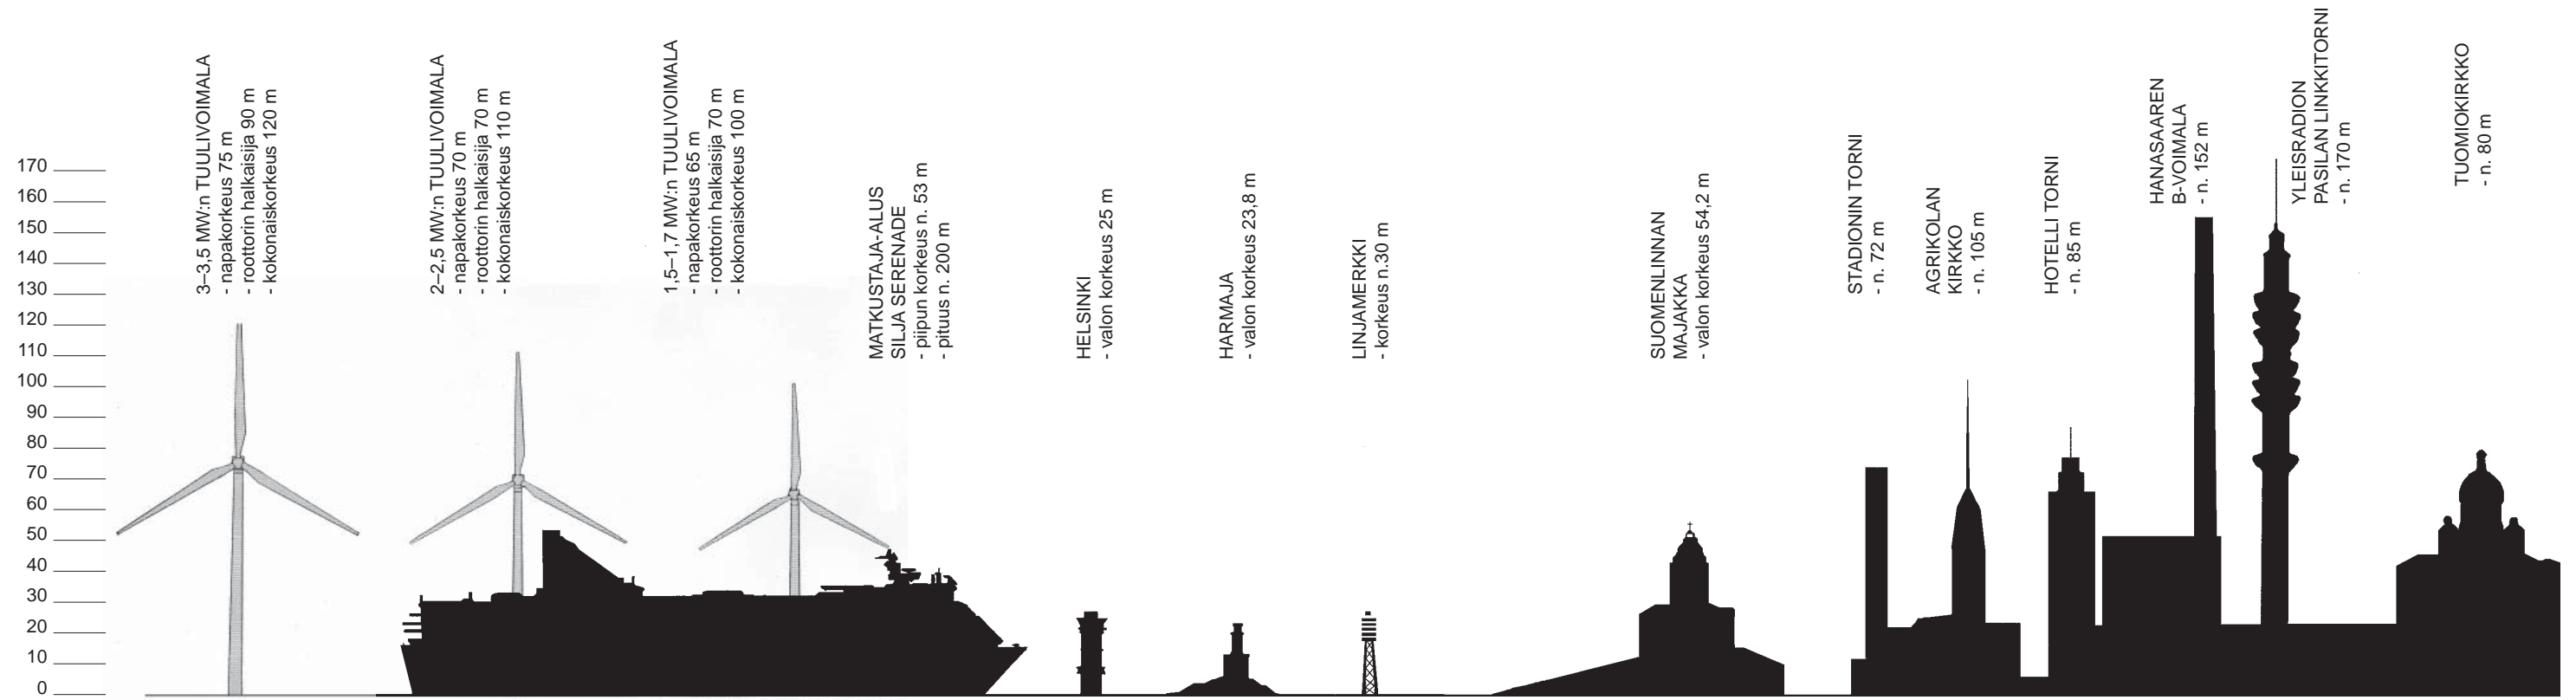 3–3,5 MW:n TUULIVOIMALA
- napakorkeus 75 m
- roottorin halkaisija 90 m
- kokonaiskorkeus 120 m
2–2,5 MW:n TUULIVOIMALA
- napakorkeus 70 m
- roottorin halkaisija 70 m
- kokonaiskorkeus 110 m
1,5–1,7 MW:n TUULIVOIMALA
- napakorkeus 65 m
- roottorin halkaisija 70 m
- kokonaiskorkeus 100 m
MATKUSTAJA-ALUS
SILJA SERENADE
- piipun korkeus n. 53 m
- pituus n. 200 m
HELSINKI
- valon korkeus 25 m
HARMAJA
- valon korkeus 23,8 m
LINJAMERKKI
- korkeus n.30 m
SUOMENLINNAN
MAJAKKA
- valon korkeus 54,2 m
STADIONIN TORNI
- n. 72 m
AGRIKOLAN
KIRKKO
- n. 105 m
HOTELLI TORNI
- n. 85 m
HANASAAREN
B-VOIMALA
- n. 152 m
YLEISRADION
PASILAN LINKKITORNI
- n. 170 m
TUOMIOKIRKKO
- n. 80 m
170
160
150
140
130
120
110
100
90
80
70
60
50
40
30
20
10
0